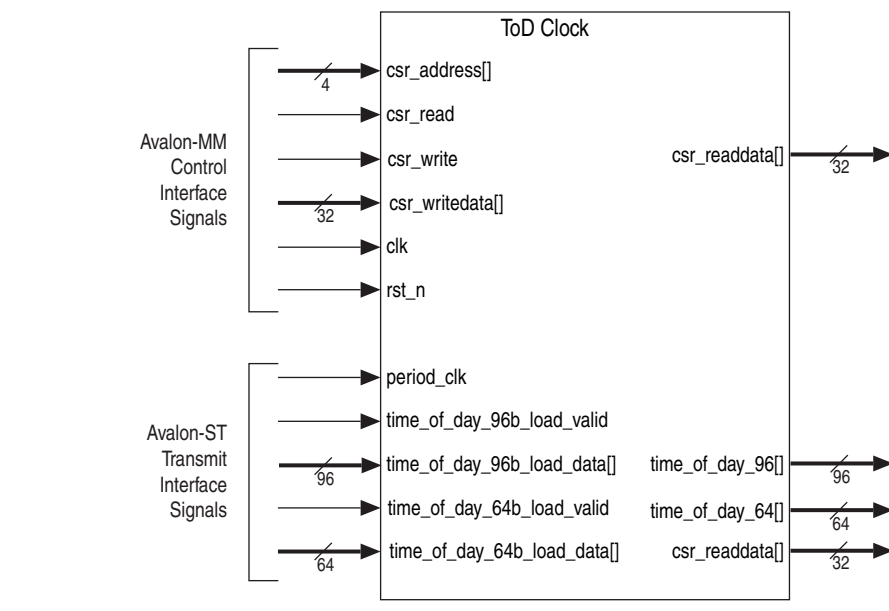 ToD Clock
Avalon-MM
Control
Interface
Signals
csr_address[]
4
csr_read
csr_write
csr_writedata[]
32
clk
rst_n
csr_readdata[]
32
Avalon-ST
Transmit
Interface
Signals
period_clk
time_of_day_96b_load_valid
time_of_day_96b_load_data[]
96
time_of_day_64b_load_valid
time_of_day_64b_load_data[]
64
time_of_day_96[]
96
time_of_day_64[]
64
csr_readdata[]
32